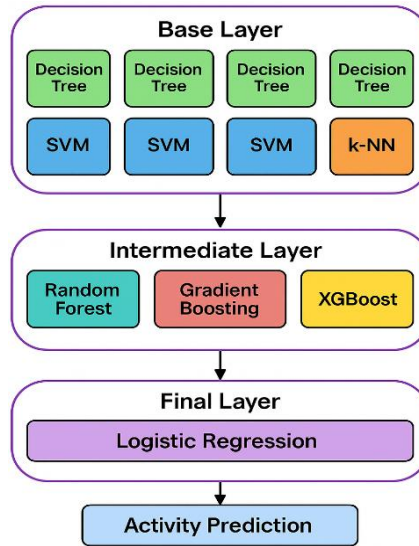 Base Layer
Decision Decision Decision Decision
Tree Tree Tree Tree
SVM SVM SVM k-NN
Intermediate Layer
Random Gradient XGBoost
Forest Boosting
Final Layer
Logistic Regression
Activity Prediction